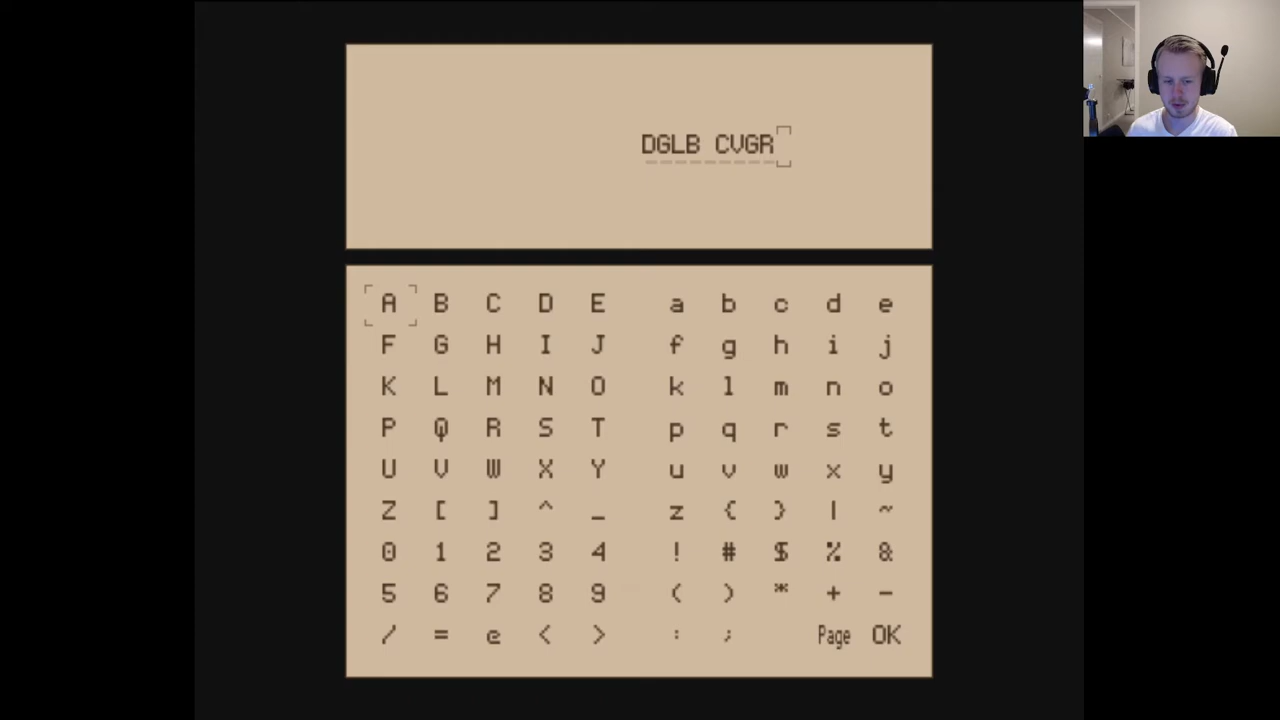 DGLB CVGR
A B C D E a b c d e
F G H I J f g h i j
K L M N O k l m n o
P Q R S T p q r s t
U V W X Y u v w x y
Z [ ] ^ _ z { } | ~
0 1 2 3 4 ! # $ % &
5 6 7 8 9 ( ) * + -
/ = @ < > : ; Page OK